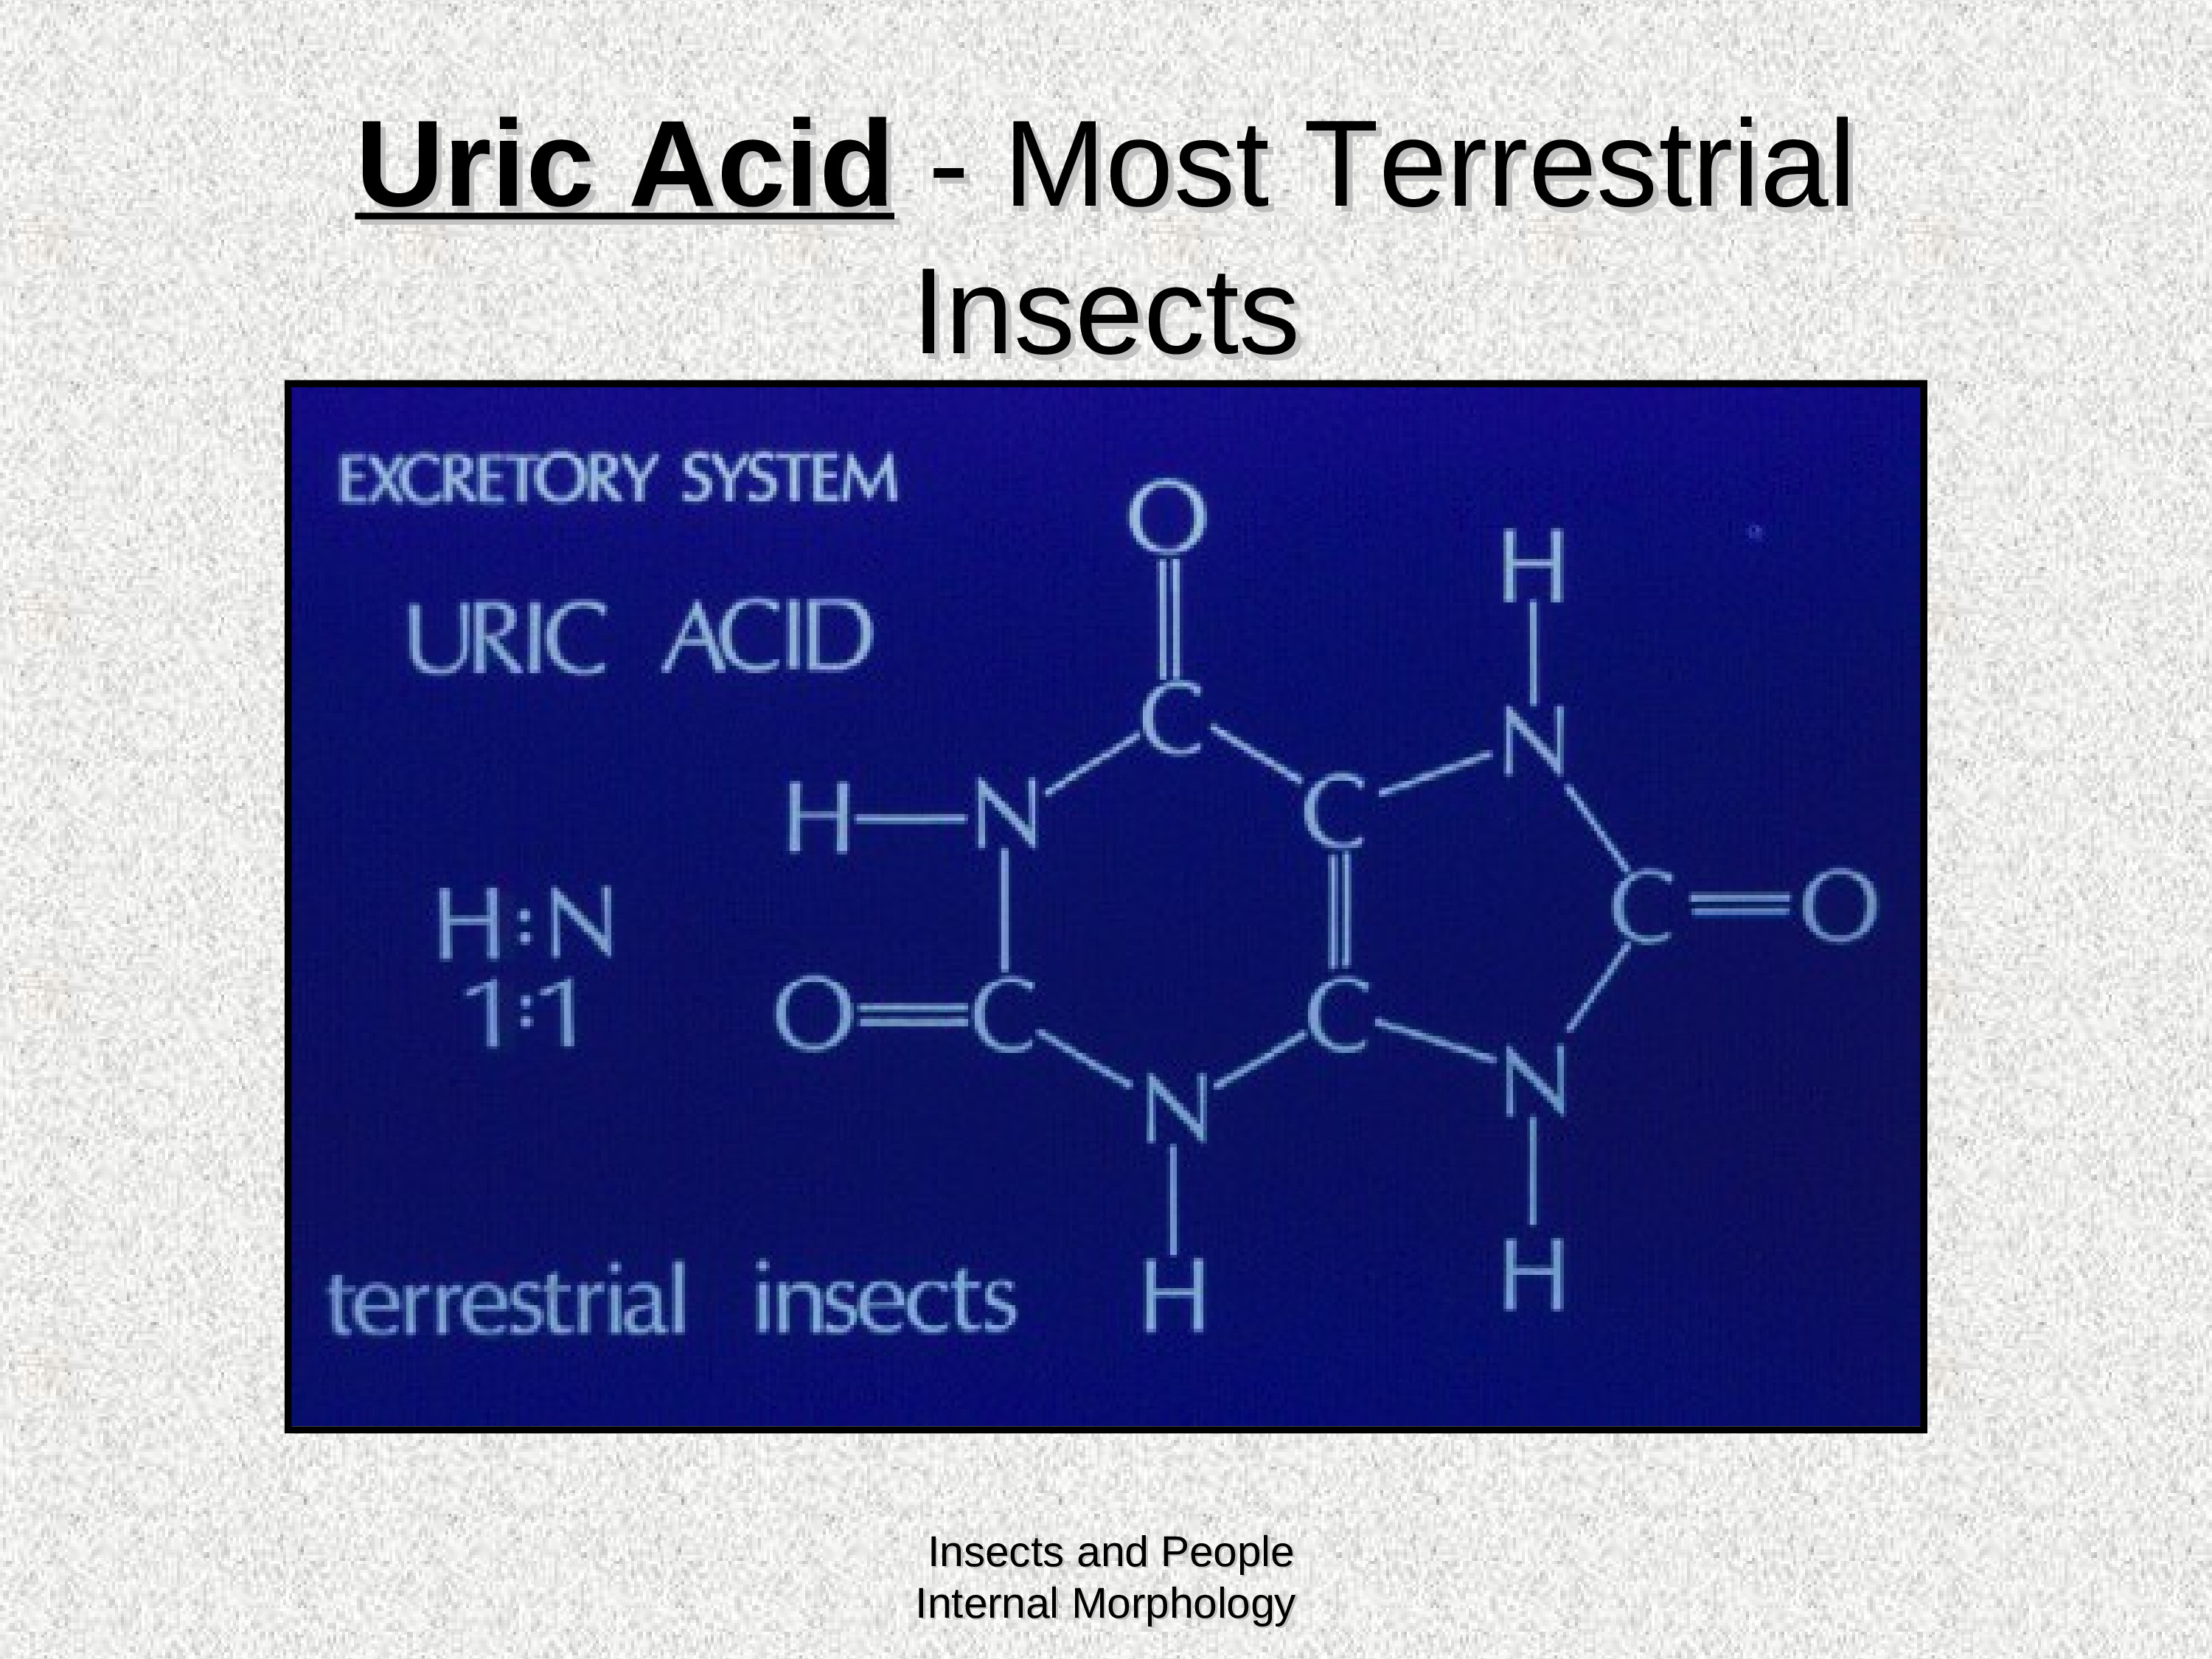 Uric Acid - Most Terrestrial
Insects
EXCRETORY SYSTEM
URIC ACID
O
H
C
N
H N
C
C O
H:N
1:1
O C
C
N
N
H
H
terrestrial insects
Insects and People
Internal Morphology